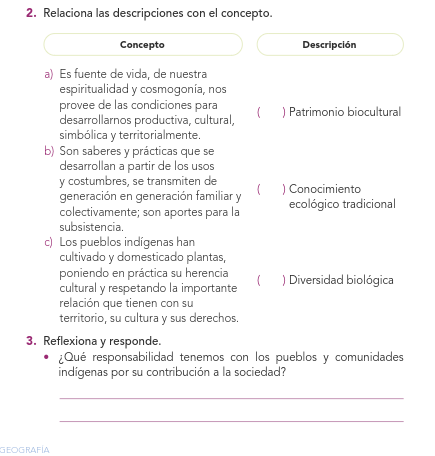 2. Relaciona las descripciones con el concepto.
Concepto
Descripción
a) Es fuente de vida, de nuestra
espiritualidad y cosmogonía, nos
provee de las condiciones para
desarrollarnos productiva, cultural,
simbólica y territorialmente.
( ) Patrimonio biocultural
b) Son saberes y prácticas que se
desarrollan a partir de los usos
y costumbres, se transmiten de
generación en generación familiar y
colectivamente; son aportes para la
subsistencia.
( ) Conocimiento
ecológico tradicional
c) Los pueblos indígenas han
cultivado y domesticado plantas,
poniendo en práctica su herencia
cultural y respetando la importante
relación que tienen con su
territorio, su cultura y sus derechos.
( ) Diversidad biológica
3. Reflexiona y responde.
• ¿Qué responsabilidad tenemos con los pueblos y comunidades
indígenas por su contribución a la sociedad?
GEOGRAFÍA